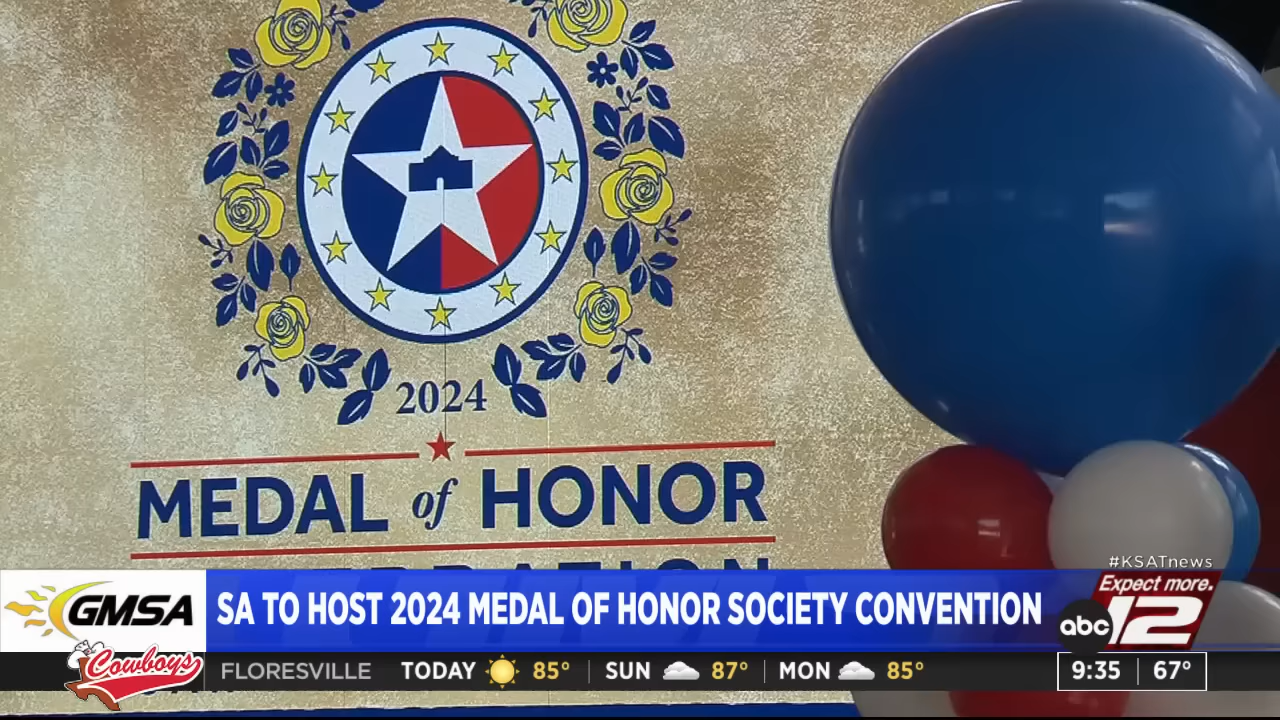 2024
MEDAL of HONOR
#KSATnews
GMSA
SA TO HOST 2024 MEDAL OF HONOR SOCIETY CONVENTION
Expect more.
abc 12
Cowboys
FLORESVILLE TODAY 85° SUN 87° MON 85° 9:35 67°